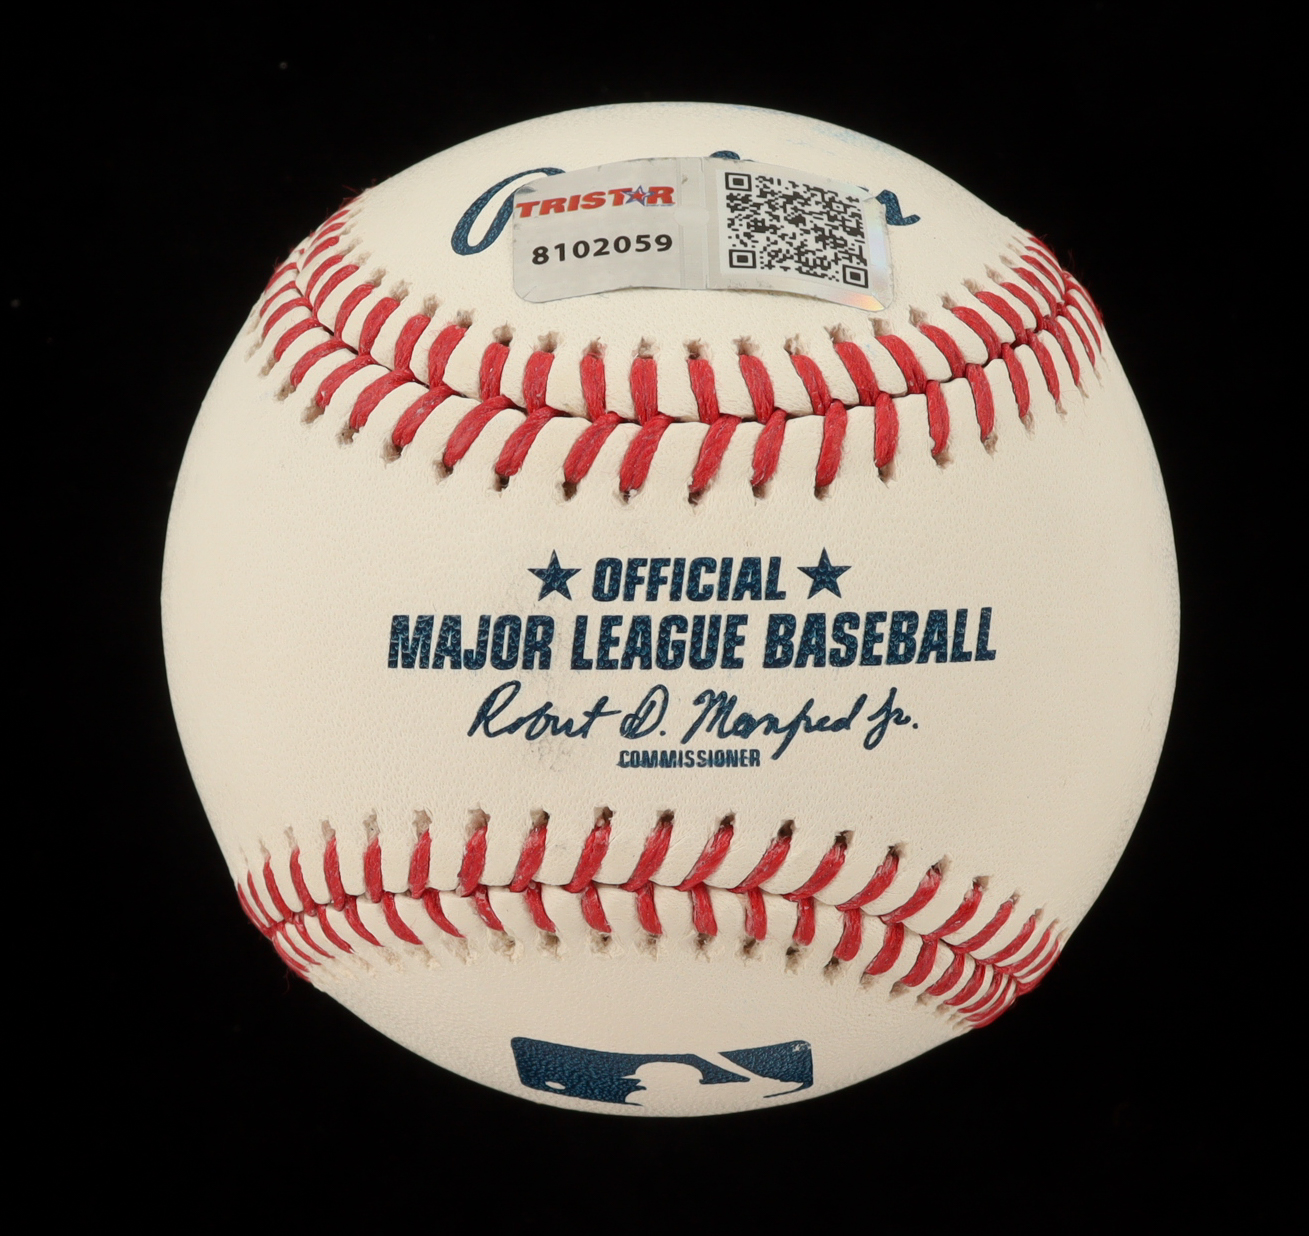 TRISTAR
8102059
OFFICIAL
MAJOR LEAGUE BASEBALL
Robert D. Manfred Jr.
COMMISSIONER